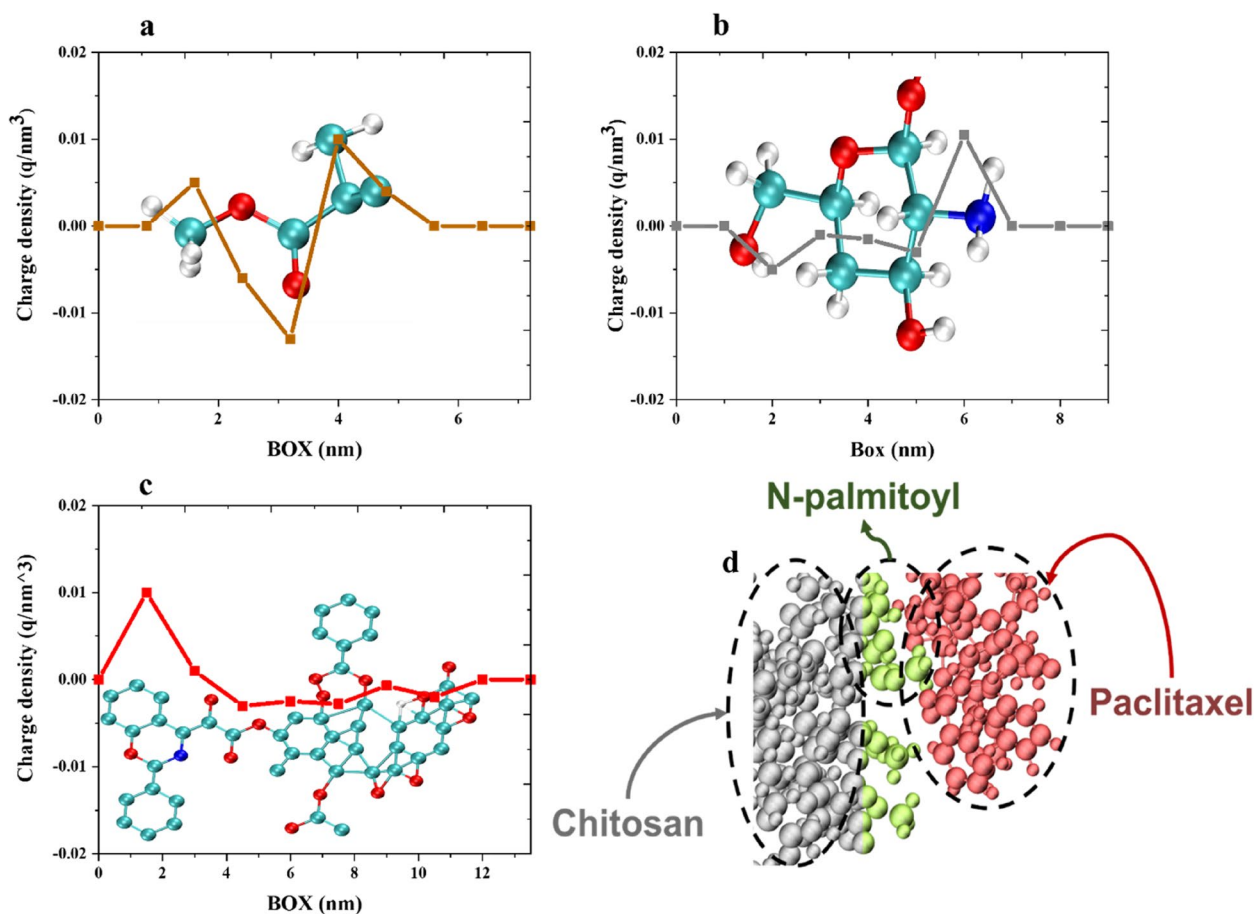 a
0.02
0.01
0.00
-0.01
-0.02
Charge density (q/nm³)
0
2
4
6
BOX (nm)
b
0.02
0.01
0.00
-0.01
-0.02
Charge density (q/nm³)
0
2
4
6
8
Box (nm)
c
0.02
0.01
0.00
-0.01
-0.02
Charge density (q/nm^3)
0
2
4
6
8
10
12
BOX (nm)
N-palmitoyl
d
Paclitaxel
Chitosan